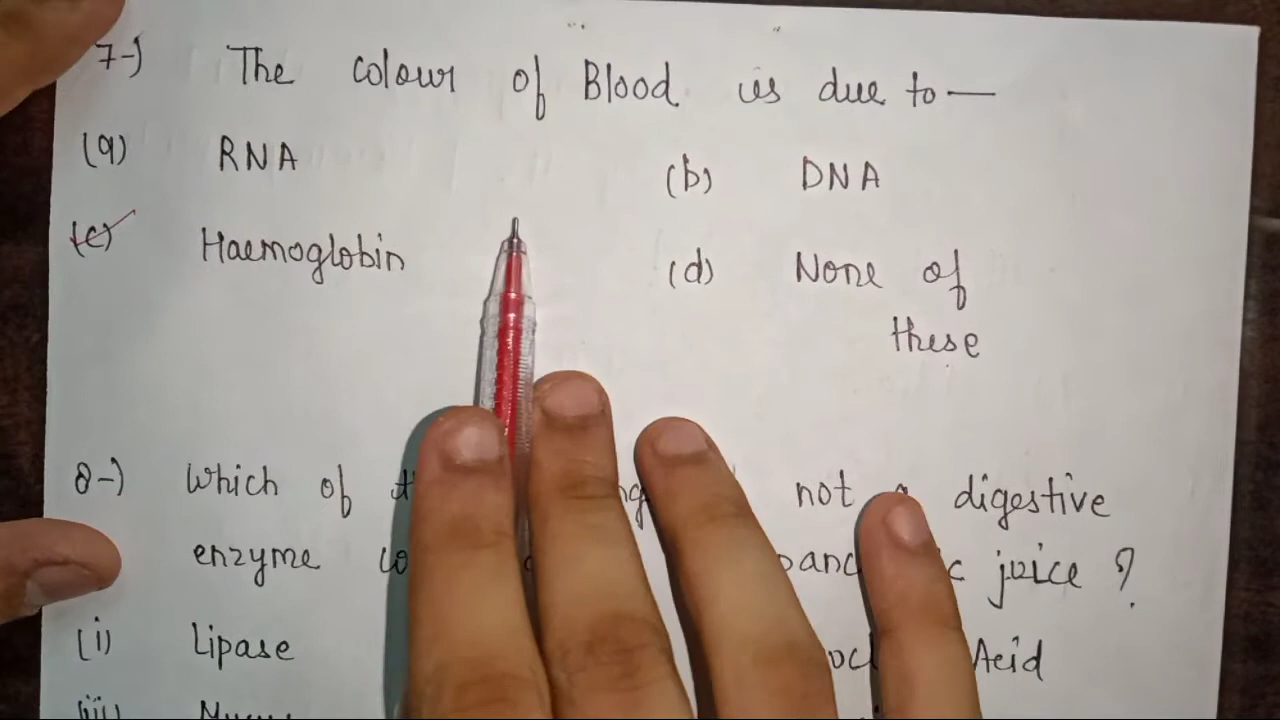 7-) The colour of Blood is due to —
(a) RNA (b) DNA
(c) Haemoglobin (d) None of
these
8-) Which of not a digestive
enzyme juice ?
(i) Lipase Acid
(iii)